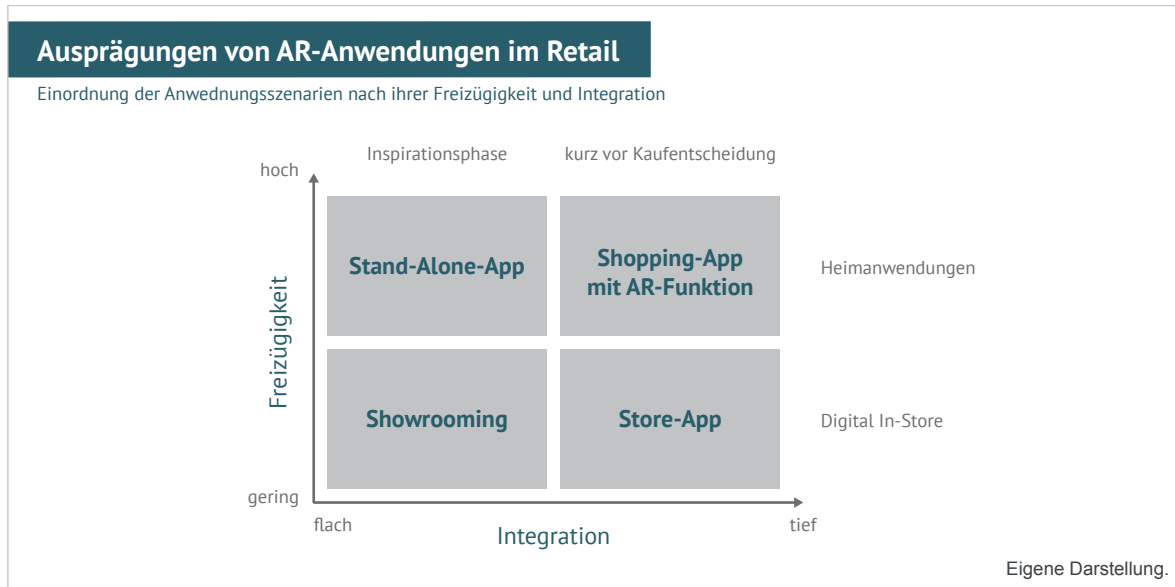 Ausprägungen von AR-Anwendungen im Retail
Einordnung der Anwednungsszenarien nach ihrer Freizügigkeit und Integration
Inspirationsphase
kurz vor Kaufentscheidung
hoch
Stand-Alone-App
Shopping-App
mit AR-Funktion
Heimanwendungen
Freizügigkeit
Showrooming
Store-App
Digital In-Store
gering
flach
tief
Integration
Eigene Darstellung.